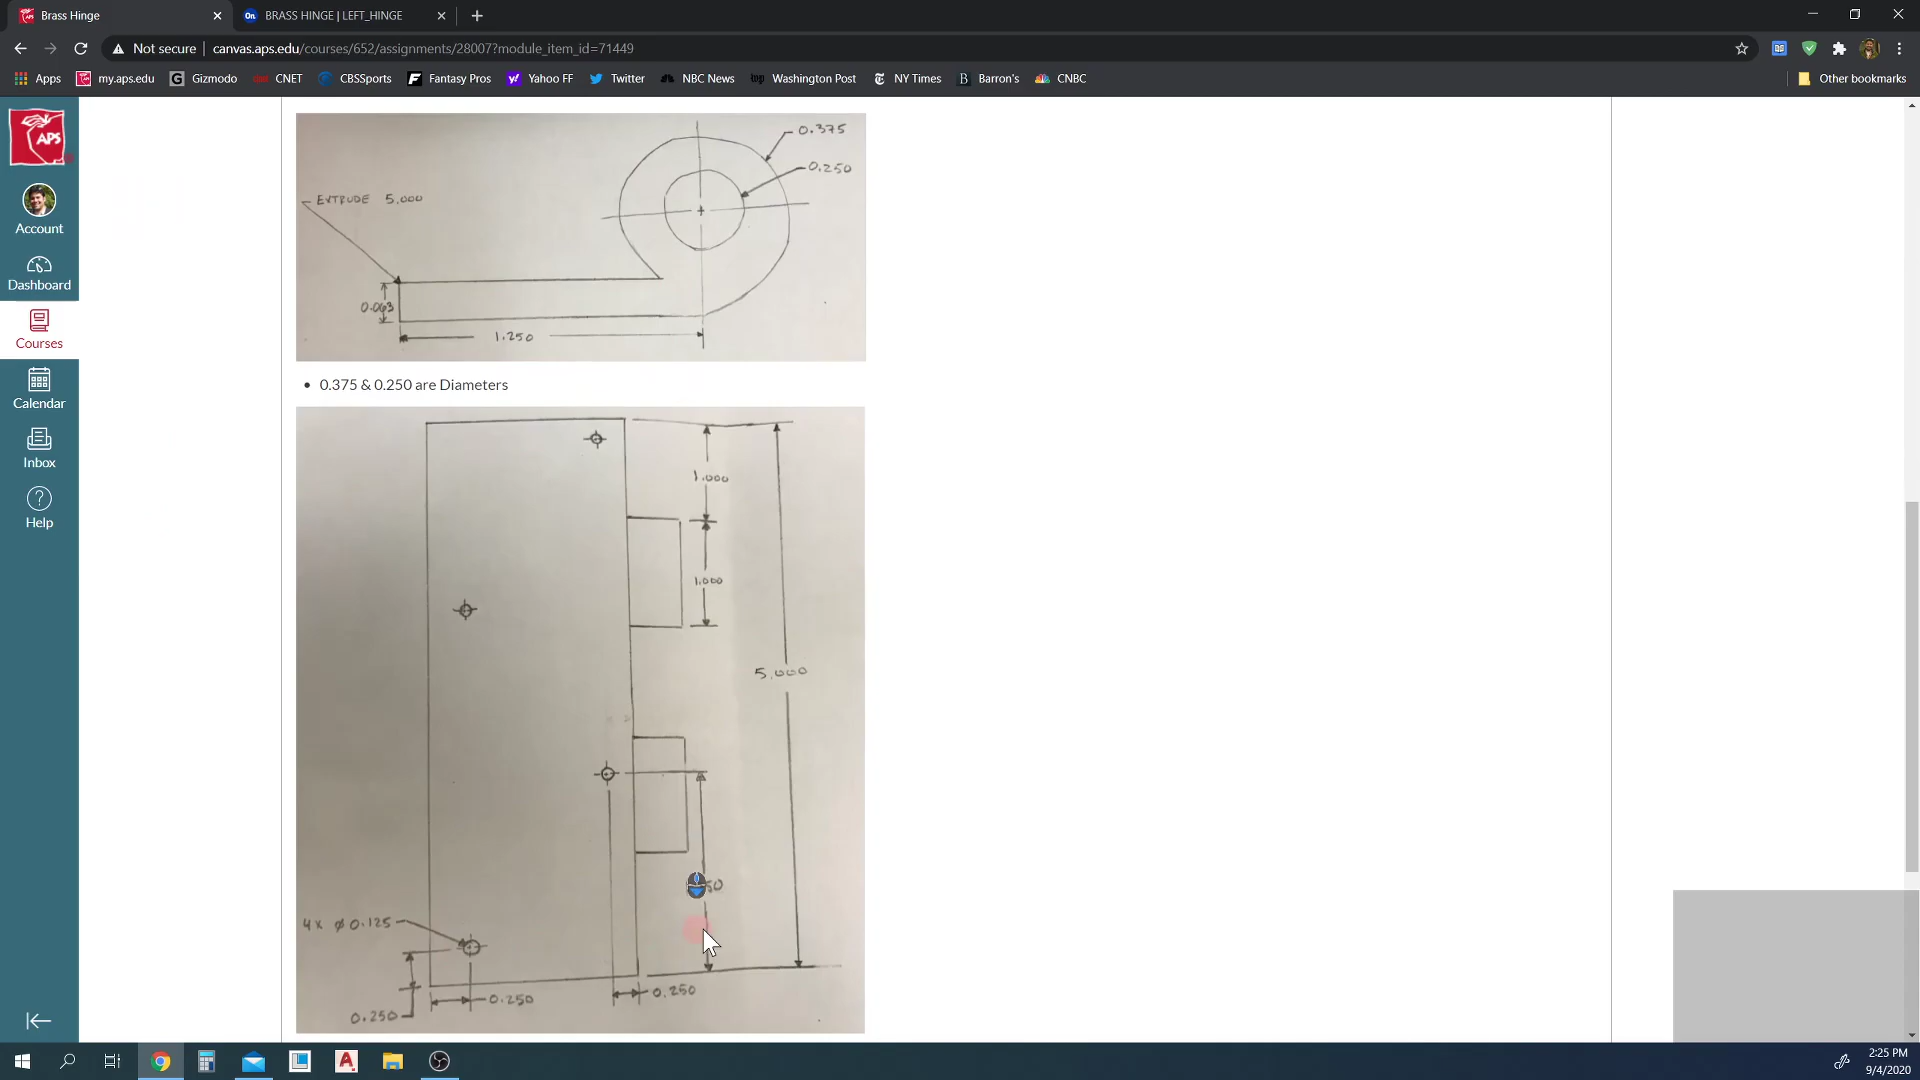 Brass Hinge
On
BRASS HINGE | LEFT_HINGE
Not secure
canvas.aps.edu/courses/652/assignments/28007?module_item_id=71449
Apps
my.aps.edu
Gizmodo
CNET
CBSSports
Fantasy Pros
Yahoo FF
Twitter
NBC News
Washington Post
NY Times
Barron's
CNBC
Other bookmarks
APS
Account
Dashboard
Courses
Calendar
Inbox
Help
0.375
0.250
EXTRUDE 5.000
0.063
1.250
• 0.375 & 0.250 are Diameters
1.000
1.000
5.000
4x Ø 0.125
0.250
0.250
0.250
2:25 PM
9/4/2020